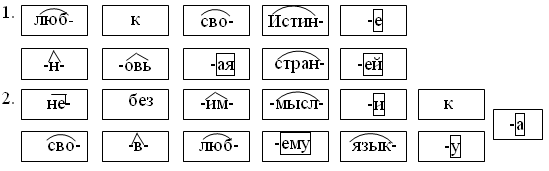 1. люб- к сво- Истин- -е
-н- -овь -ая стран- -ей
2. не- без -им- -мысл- -и к
-а
сво- -в- люб- -ему язык- -у